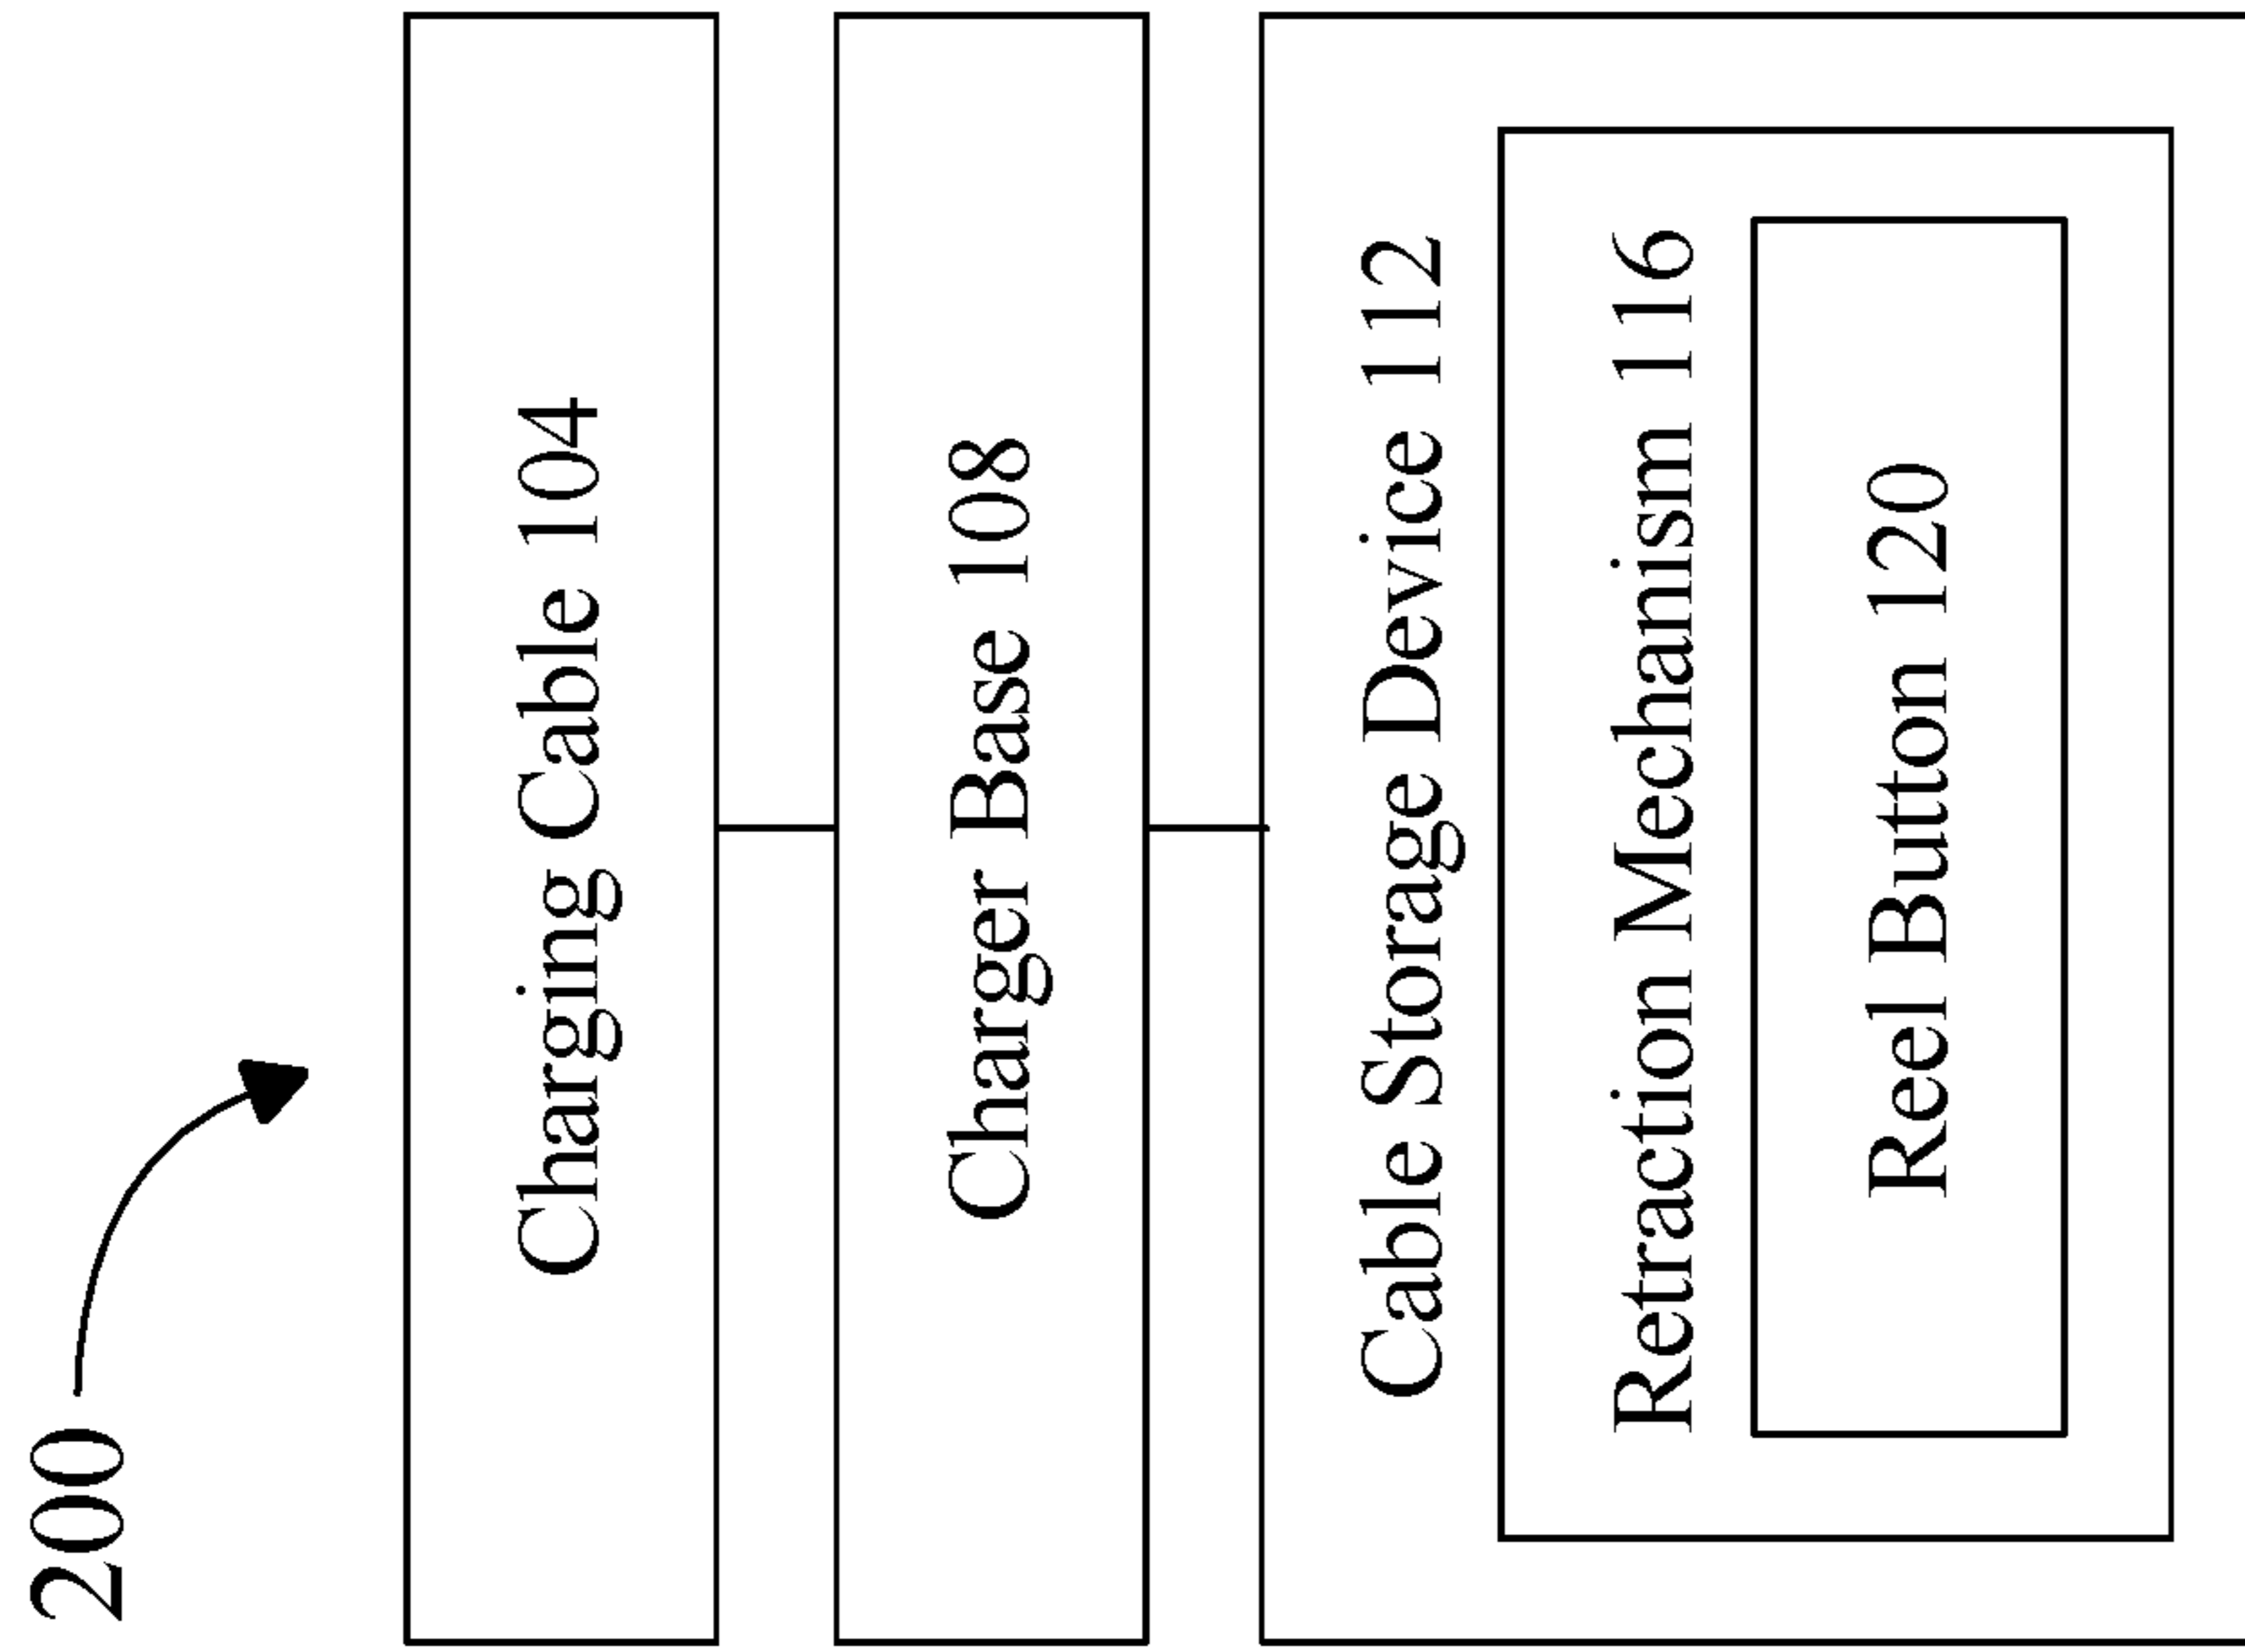 200
Charging Cable 104
Charger Base 108
Cable Storage Device 112
Retraction Mechanism 116
Reel Button 120